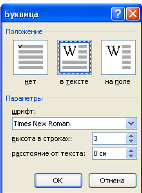 Буквица
Положение
W
W
нет
в тексте
на поле
Параметры
шрифт:
Times New Roman
высота в строках:
3
расстояние от текста:
0 см
ОК
Отмена